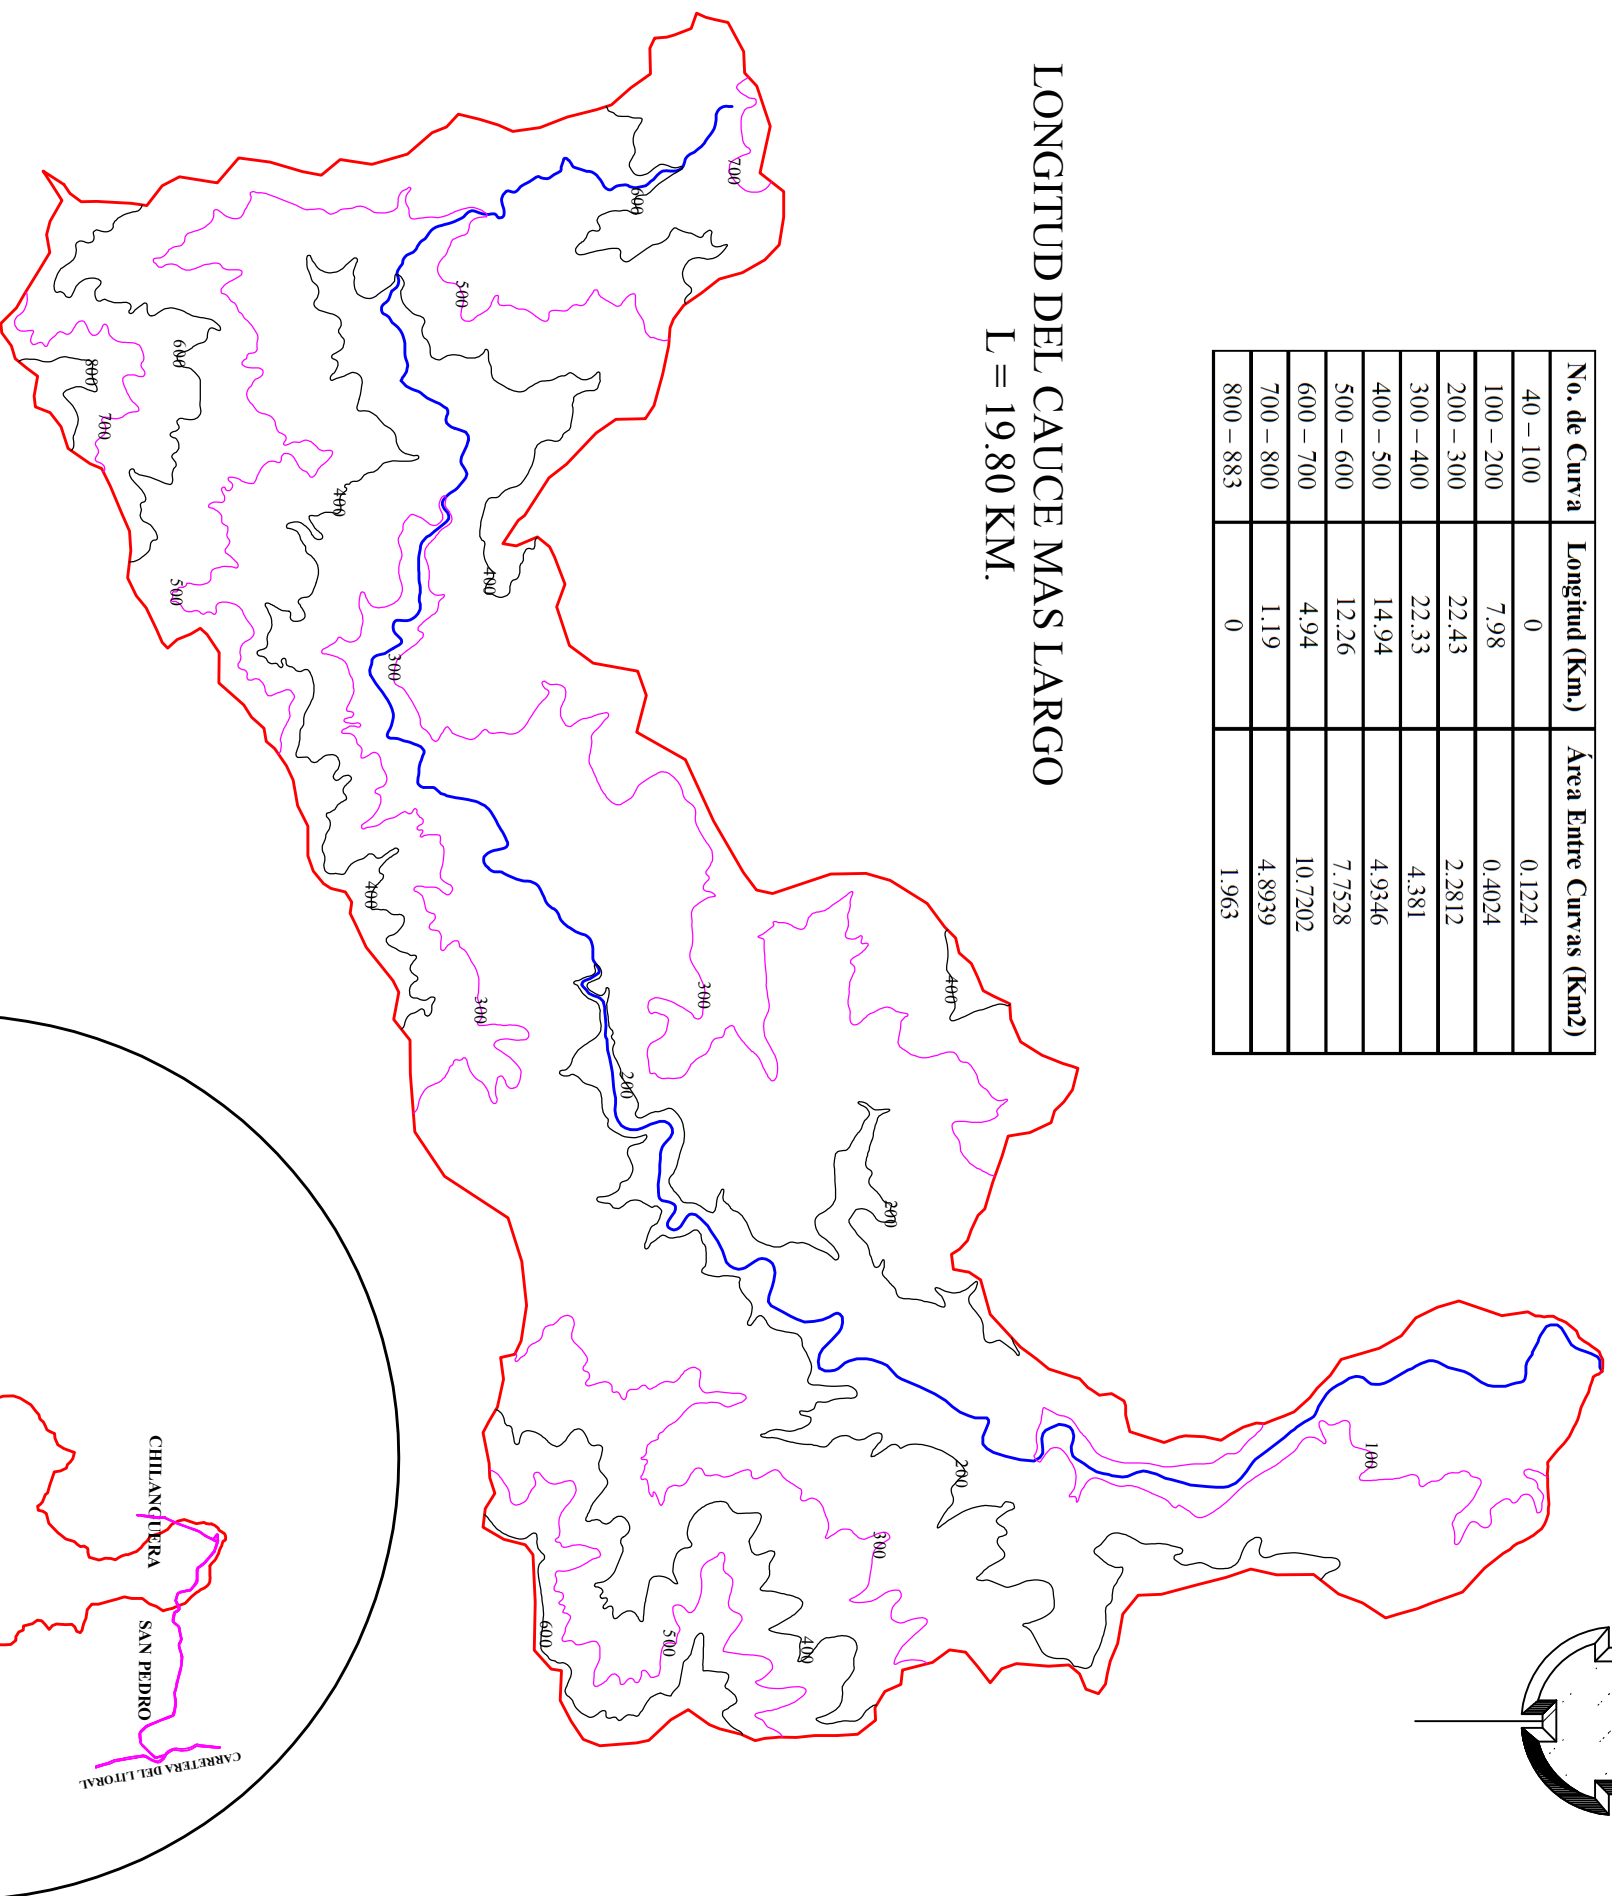 No. de Curva Longitud (Km.) Área Entre Curvas (Km2)
40 – 100 0 0.1224
100 – 200 7.98 0.4024
200 – 300 22.43 2.2812
300 – 400 22.33 4.381
400 – 500 14.94 4.9346
500 – 600 12.26 7.7528
600 – 700 4.94 10.7202
700 – 800 1.19 4.8939
800 – 883 0 1.963
LONGITUD DEL CAUCE MAS LARGO
L = 19.80 KM.
700
600
500
600
800
700
400
400
500
300
400
300
300
400
200
200
100
200
300
400
500
600
CHILANGUERA
SAN PEDRO
CARRETERA DEL LITORAL